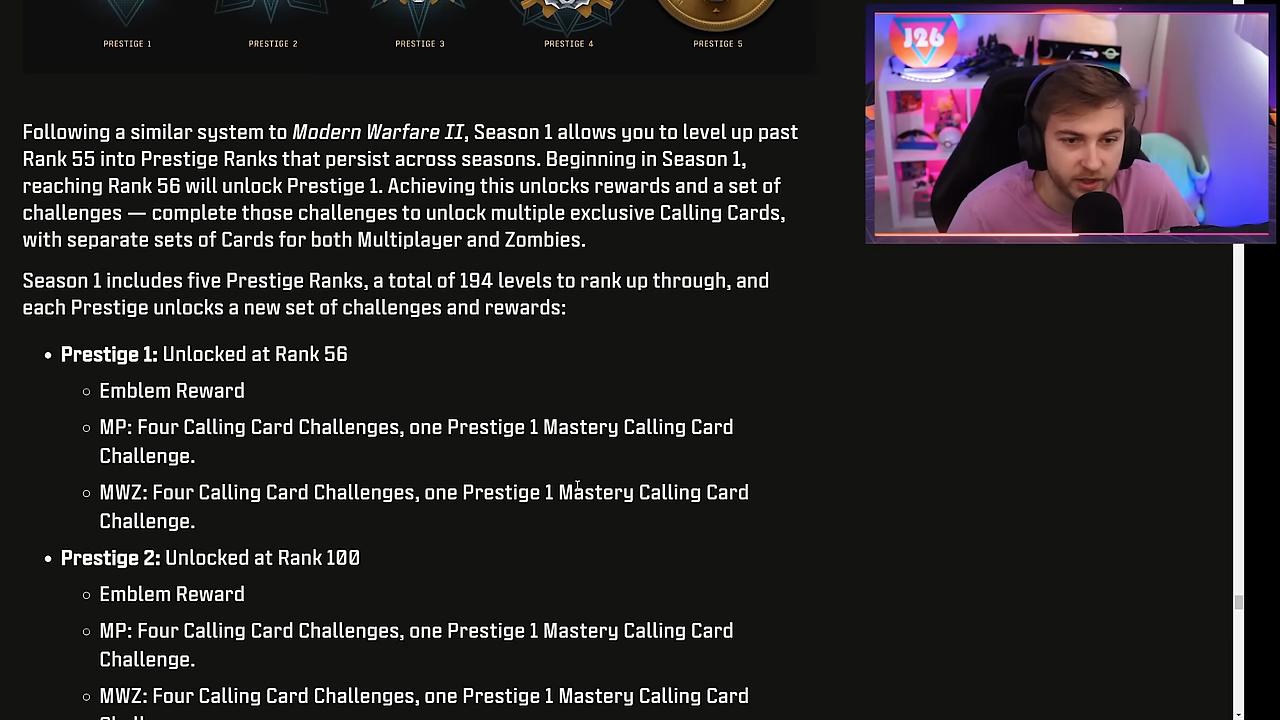 PRESTIGE 1 PRESTIGE 2 PRESTIGE 3 PRESTIGE 4 PRESTIGE 5
J26
Following a similar system to Modern Warfare II, Season 1 allows you to level up past
Rank 55 into Prestige Ranks that persist across seasons. Beginning in Season 1,
reaching Rank 56 will unlock Prestige 1. Achieving this unlocks rewards and a set of
challenges — complete those challenges to unlock multiple exclusive Calling Cards,
with separate sets of Cards for both Multiplayer and Zombies.
Season 1 includes five Prestige Ranks, a total of 194 levels to rank up through, and
each Prestige unlocks a new set of challenges and rewards:
• Prestige 1: Unlocked at Rank 56
○ Emblem Reward
○ MP: Four Calling Card Challenges, one Prestige 1 Mastery Calling Card
Challenge.
○ MWZ: Four Calling Card Challenges, one Prestige 1 Mastery Calling Card
Challenge.
• Prestige 2: Unlocked at Rank 100
○ Emblem Reward
○ MP: Four Calling Card Challenges, one Prestige 1 Mastery Calling Card
Challenge.
○ MWZ: Four Calling Card Challenges, one Prestige 1 Mastery Calling Card